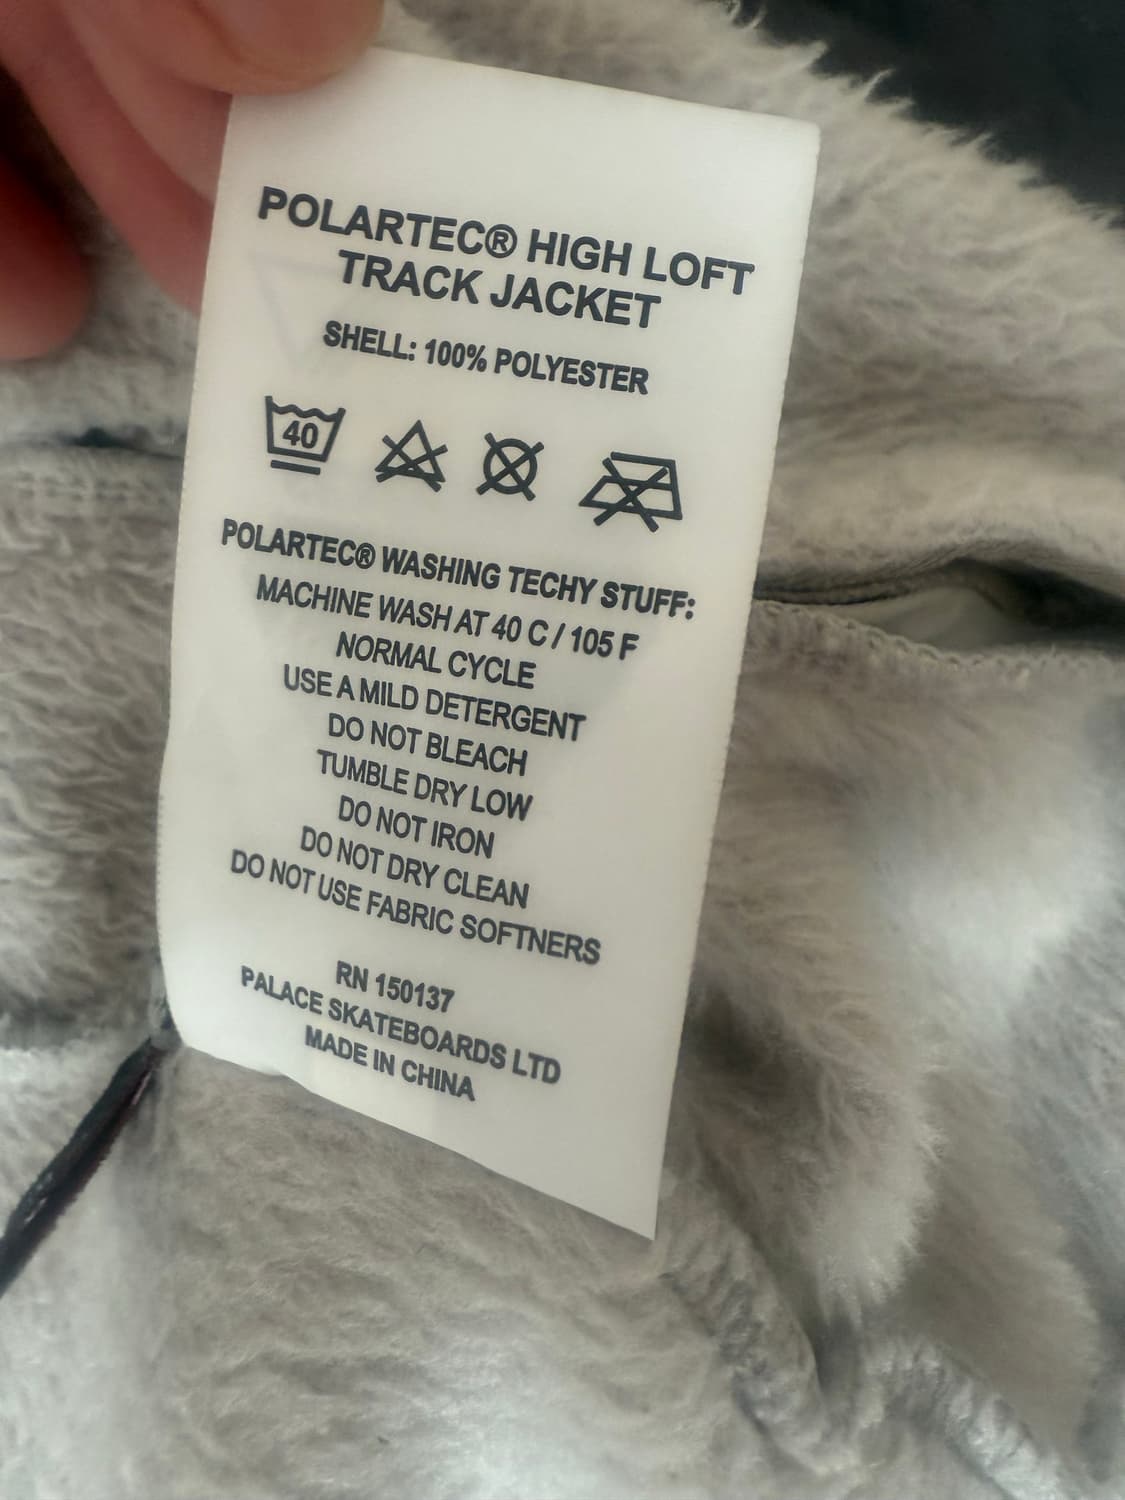 POLARTEC® HIGH LOFT
TRACK JACKET
SHELL: 100% POLYESTER
40
POLARTEC® WASHING TECHY STUFF:
MACHINE WASH AT 40 C / 105 F
NORMAL CYCLE
USE A MILD DETERGENT
DO NOT BLEACH
TUMBLE DRY LOW
DO NOT IRON
DO NOT DRY CLEAN
DO NOT USE FABRIC SOFTNERS
RN 150137
PALACE SKATEBOARDS LTD
MADE IN CHINA